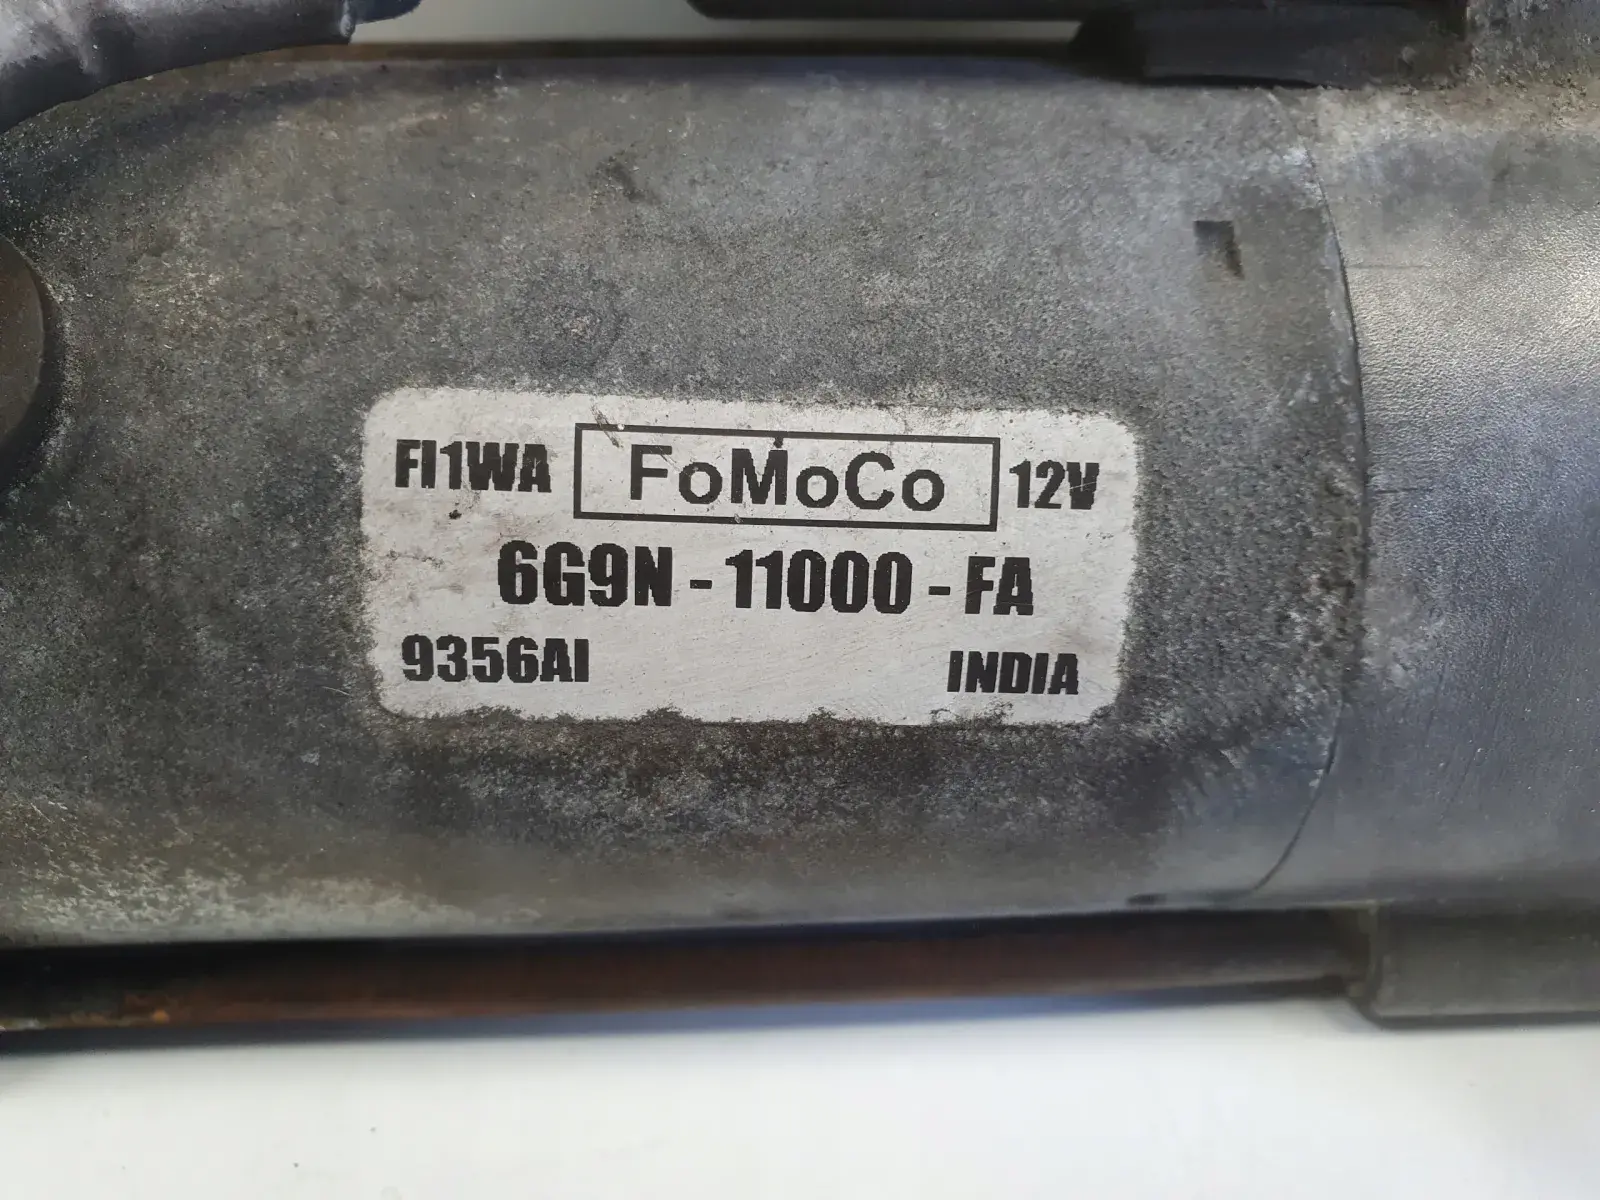 FI1WA FoMoCo 12V
6G9N - 11000 - FA
9356AI INDIA